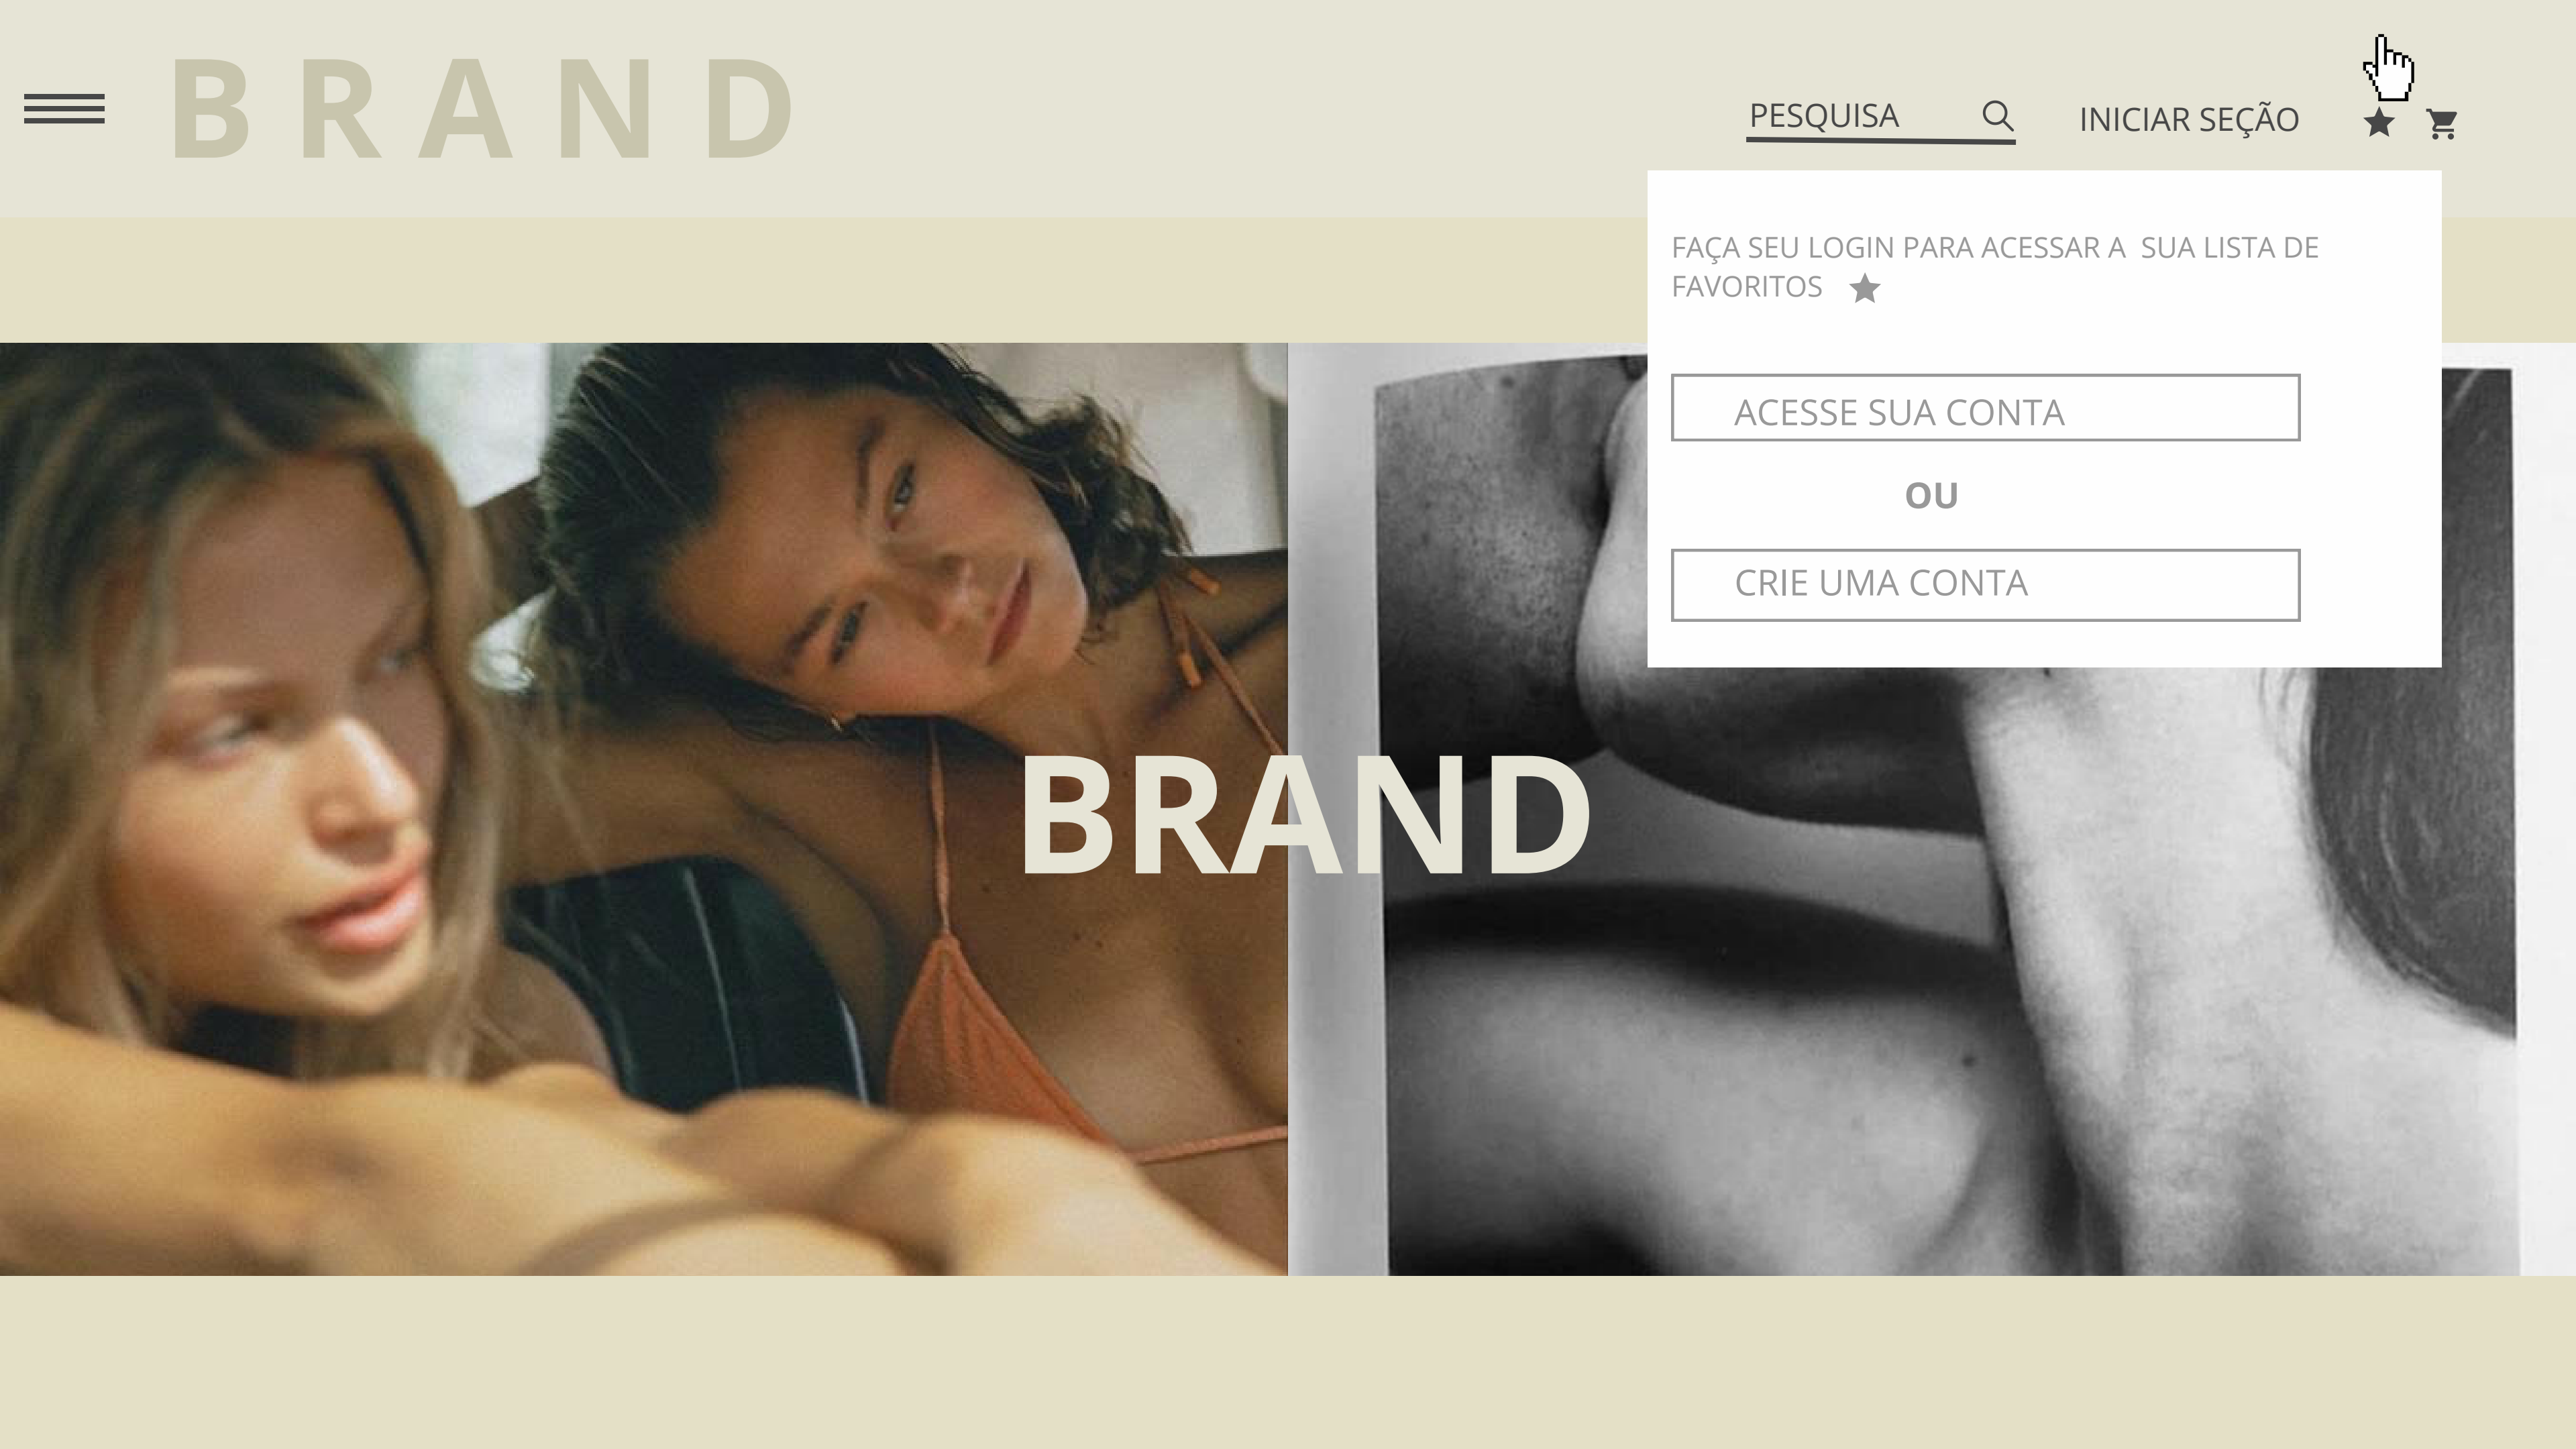 B R A N D
PESQUISA
INICIAR SEÇÃO
FAÇA SEU LOGIN PARA ACESSAR A SUA LISTA DE
FAVORITOS
ACESSE SUA CONTA
OU
CRIE UMA CONTA
BRAND